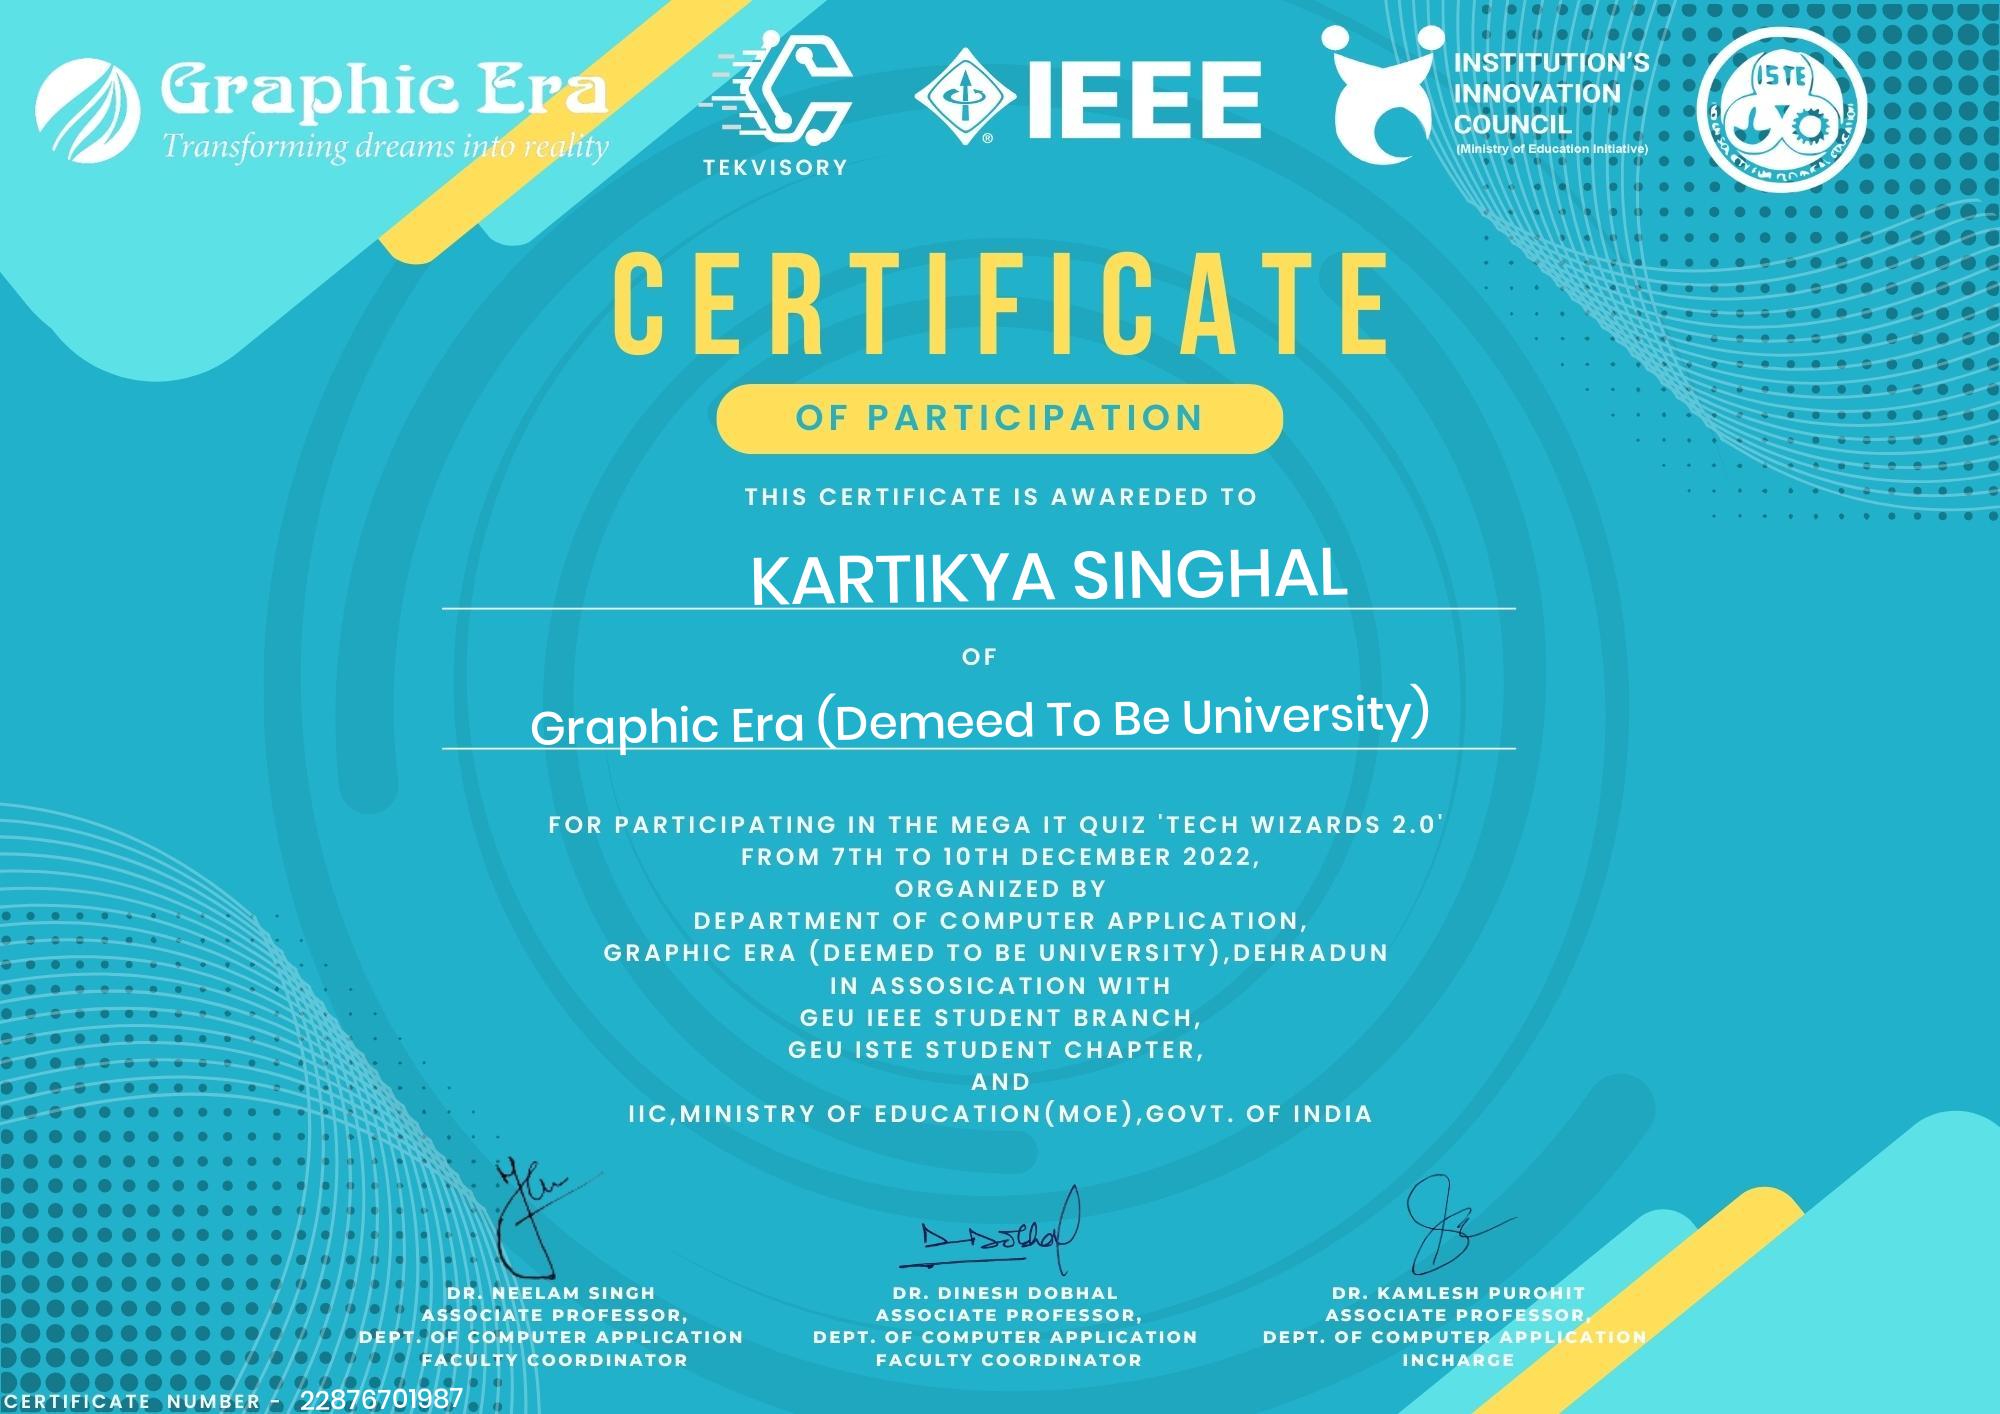 Graphic Era
Transforming dreams into reality
TEKVISORY
IEEE
®
INSTITUTION'S
INNOVATION
COUNCIL
(Ministry of Education Initiative)
ISTE
CERTIFICATE
OF PARTICIPATION
THIS CERTIFICATE IS AWAREDED TO
KARTIKYA SINGHAL
OF
Graphic Era (Demeed To Be University)
FOR PARTICIPATING IN THE MEGA IT QUIZ 'TECH WIZARDS 2.0'
FROM 7TH TO 10TH DECEMBER 2022,
ORGANIZED BY
DEPARTMENT OF COMPUTER APPLICATION,
GRAPHIC ERA (DEEMED TO BE UNIVERSITY),DEHRADUN
IN ASSOSICATION WITH
GEU IEEE STUDENT BRANCH,
GEU ISTE STUDENT CHAPTER,
AND
IIC,MINISTRY OF EDUCATION(MOE),GOVT. OF INDIA
D Dobhal
DR. NEELAM SINGH
ASSOCIATE PROFESSOR,
DEPT. OF COMPUTER APPLICATION
FACULTY COORDINATOR
DR. DINESH DOBHAL
ASSOCIATE PROFESSOR,
DEPT. OF COMPUTER APPLICATION
FACULTY COORDINATOR
DR. KAMLESH PUROHIT
ASSOCIATE PROFESSOR,
DEPT. OF COMPUTER APPLICATION
INCHARGE
CERTIFICATE NUMBER - 22876701987